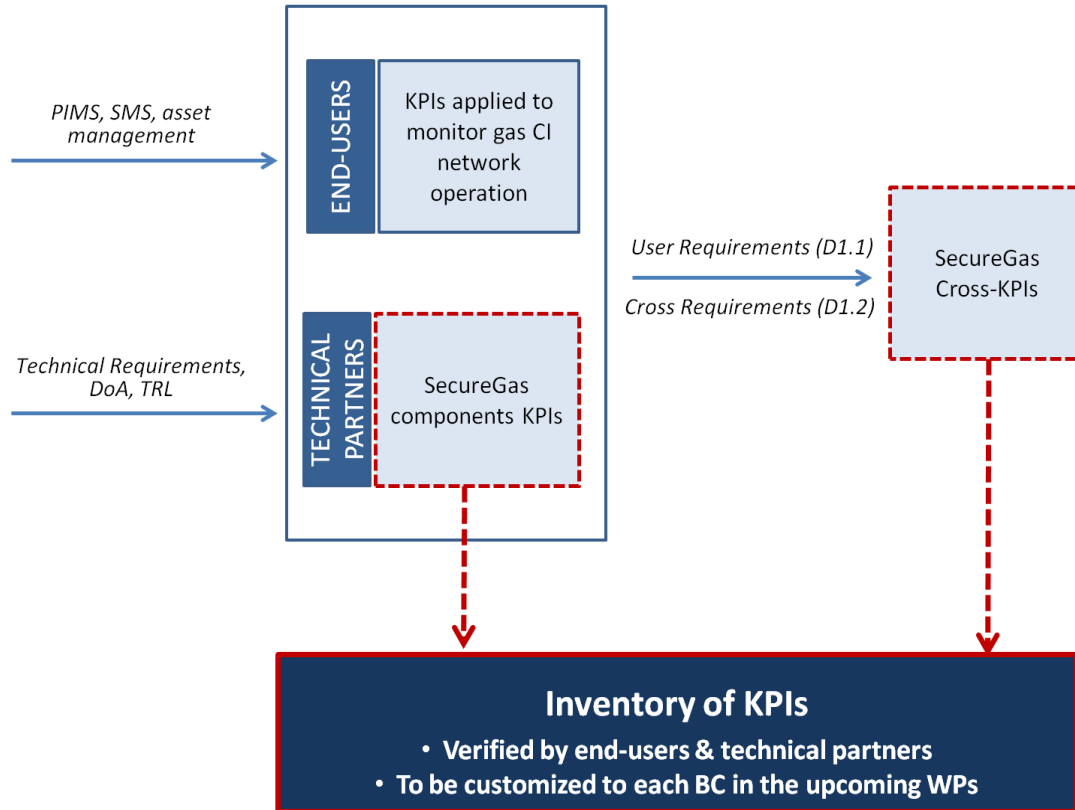 PIMS, SMS, asset
management
END-USERS
KPIs applied to
monitor gas CI
network
operation
Technical Requirements,
DoA, TRL
TECHNICAL
PARTNERS
SecureGas
components KPIs
User Requirements (D1.1)
Cross Requirements (D1.2)
SecureGas
Cross-KPIs
Inventory of KPIs
• Verified by end-users & technical partners
• To be customized to each BC in the upcoming WPs